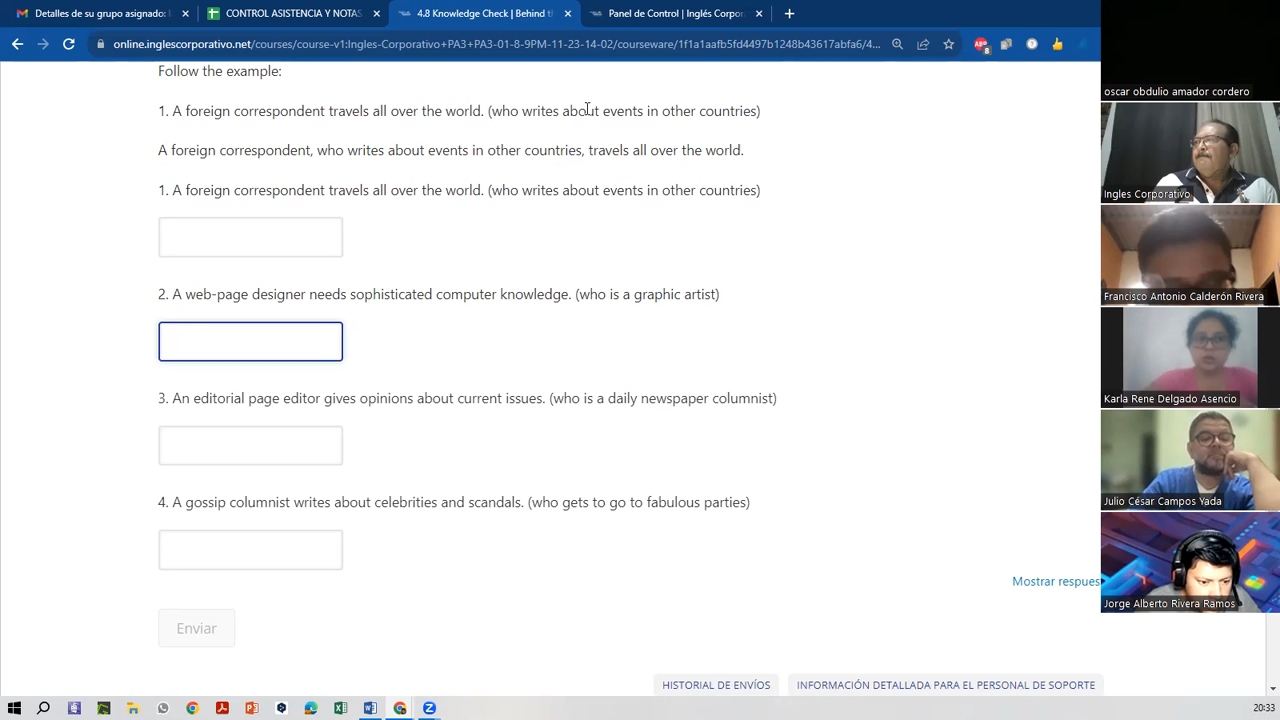 Detalles de su grupo asignado: I
CONTROL ASISTENCIA Y NOTAS
4.8 Knowledge Check | Behind th
Panel de Control | Inglés Corpor
online.inglescorporativo.net/courses/course-v1:Ingles-Corporativo+PA3+PA3-01-8-9PM-11-23-14-02/courseware/1f1a1aafb5fd4497b1248b43617abfa6/4...
Follow the example:
1. A foreign correspondent travels all over the world. (who writes about events in other countries)
A foreign correspondent, who writes about events in other countries, travels all over the world.
1. A foreign correspondent travels all over the world. (who writes about events in other countries)
2. A web-page designer needs sophisticated computer knowledge. (who is a graphic artist)
3. An editorial page editor gives opinions about current issues. (who is a daily newspaper columnist)
4. A gossip columnist writes about celebrities and scandals. (who gets to go to fabulous parties)
Mostrar respues
Enviar
HISTORIAL DE ENVÍOS
INFORMACIÓN DETALLADA PARA EL PERSONAL DE SOPORTE
oscar obdulio amador cordero
Ingles Corporativo
Francisco Antonio Calderón Rivera
Karla Rene Delgado Asencio
Julio César Campos Yada
Jorge Alberto Rivera Ramos
20:33